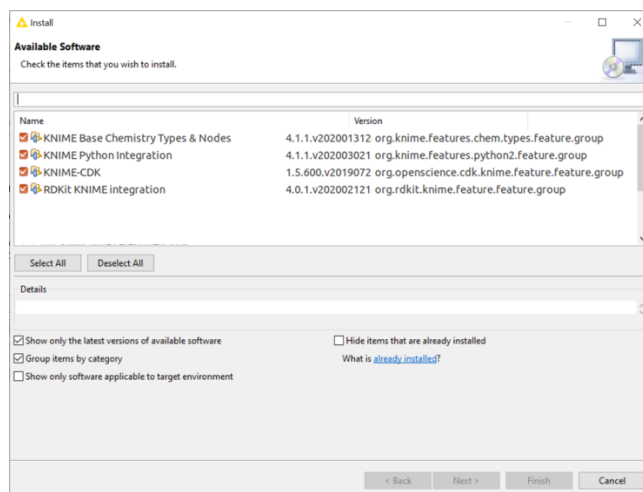 Install
Available Software
Check the items that you wish to install.
Name Version
KNIME Base Chemistry Types & Nodes 4.1.1.v202001312 org.knime.features.chem.types.feature.group
KNIME Python Integration 4.1.1.v202003021 org.knime.features.python2.feature.group
KNIME-CDK 1.5.600.v2019072 org.openscience.cdk.knime.feature.feature.group
RDKit KNIME integration 4.0.1.v202002121 org.rdkit.knime.feature.feature.group
Select All Deselect All
Details
Show only the latest versions of available software Hide items that are already installed
Group items by category What is already installed?
Show only software applicable to target environment
< Back Next > Finish Cancel